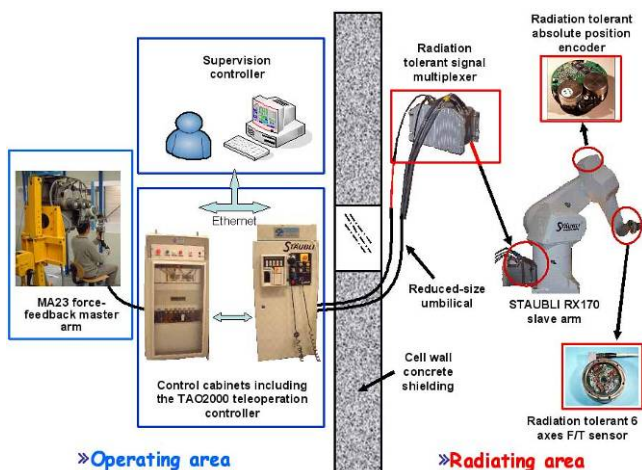 Supervision
controller
Ethernet
MA23 force-
feedback master
arm
STAUBLI
Control cabinets including
the TAO2000 teleoperation
controller
Radiation
tolerant signal
multiplexer
Radiation tolerant
absolute position
encoder
STAUBLI
Reduced-size
umbilical
STAUBLI RX170
slave arm
Cell wall
concrete
shielding
Radiation tolerant 6
axes F/T sensor
»Operating area
»Radiating area